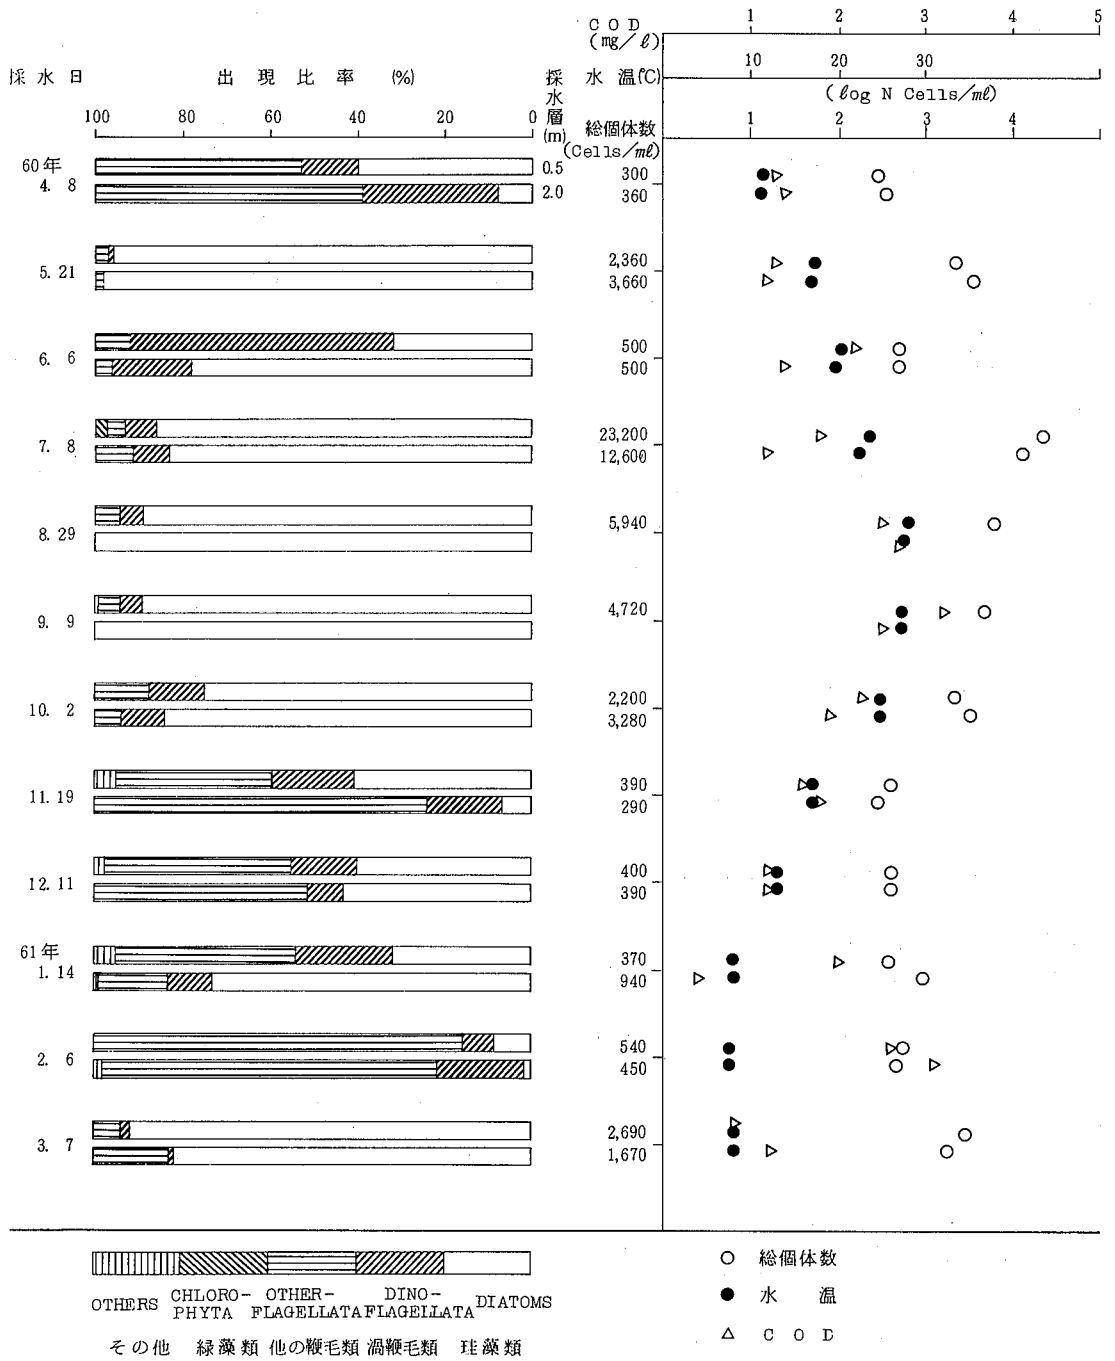 COD
(mg/ℓ)
1 2 3 4 5
採水日 出現比率 (%) 採水層(m) 水温(℃)
10 20 30
(ℓog N Cells/mℓ)
100 80 60 40 20 0
総個体数
(Cells/mℓ)
1 2 3 4
60年
4. 8
0.5 300
2.0 360
5. 21
2,360
3,660
6. 6
500
500
7. 8
23,200
12,600
8. 29
5,940
9. 9
4,720
10. 2
2,200
3,280
11. 19
390
290
12. 11
400
390
61年
1. 14
370
940
2. 6
540
450
3. 7
2,690
1,670
OTHERS CHLORO-PHYTA OTHER-FLAGELLATA DINO-FLAGELLATA DIATOMS
その他 緑藻類 他の鞭毛類 渦鞭毛類 珪藻類
○ 総個体数
● 水温
△ COD